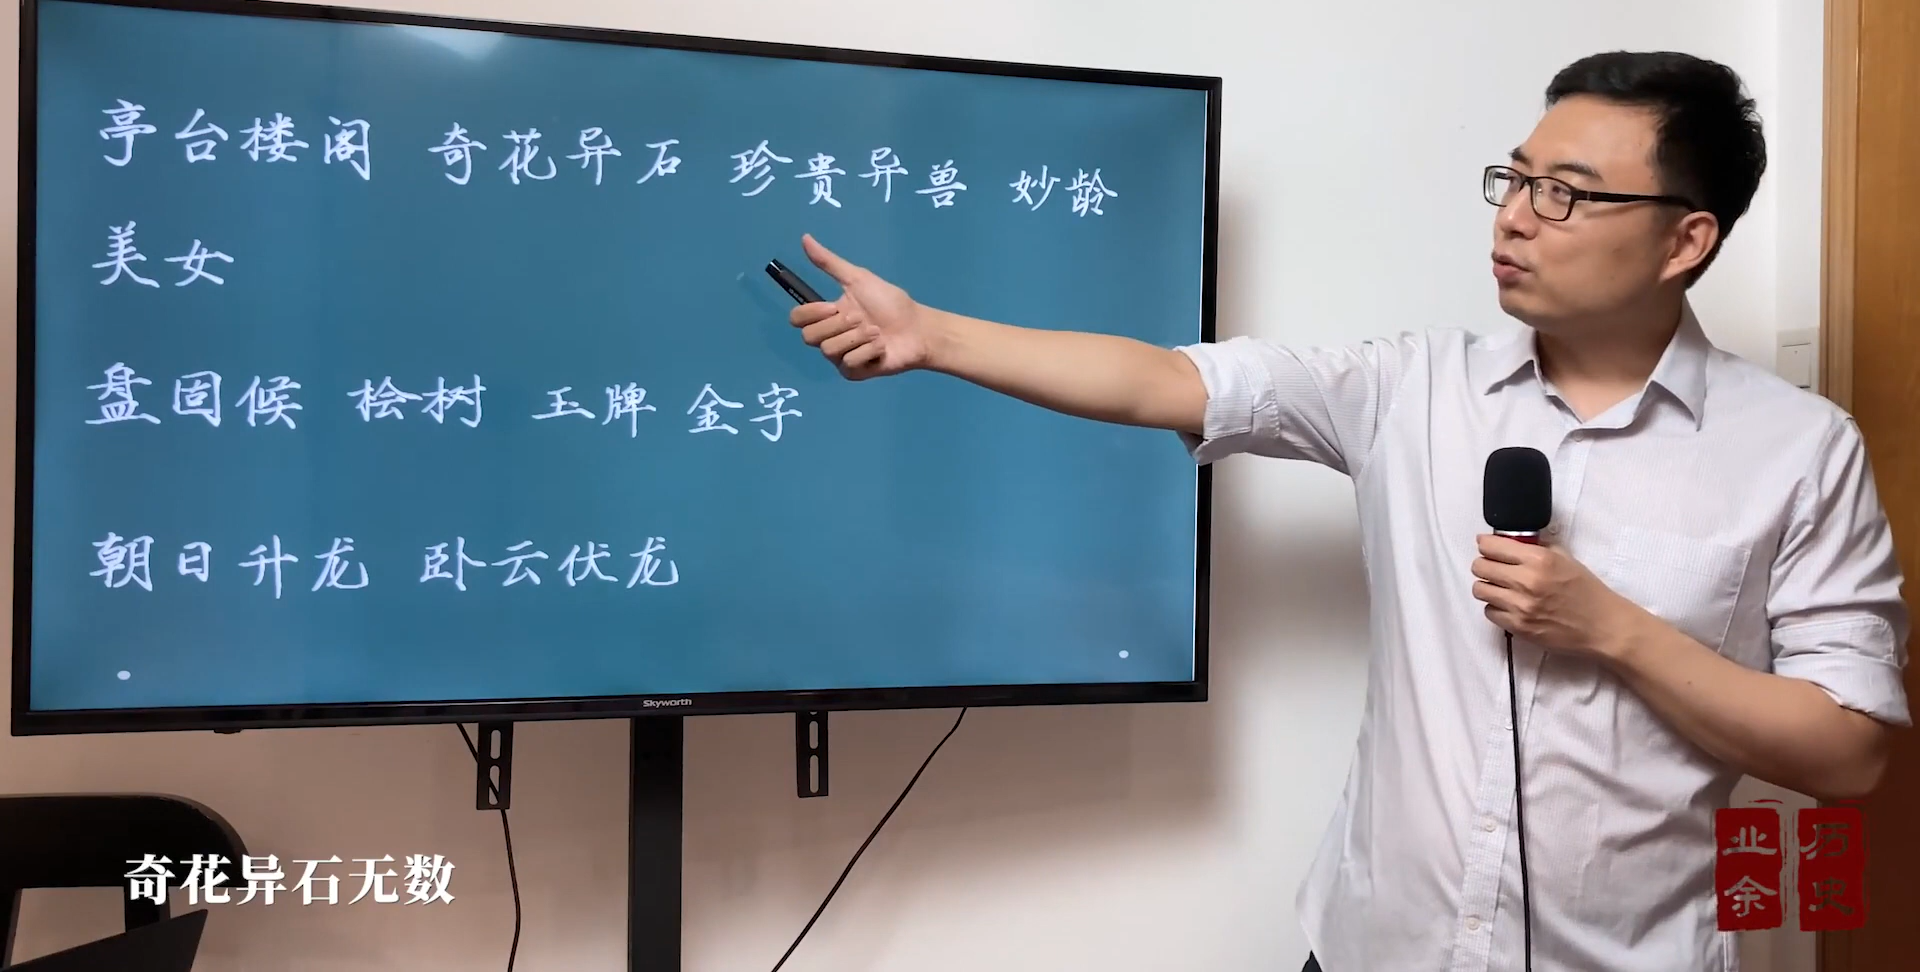 亭台楼阁 奇花异石 珍贵异兽 妙龄
美女
盘固候 桧树 玉牌 金字
朝日升龙 卧云伏龙
Skyworth
奇花异石无数
历史
业余